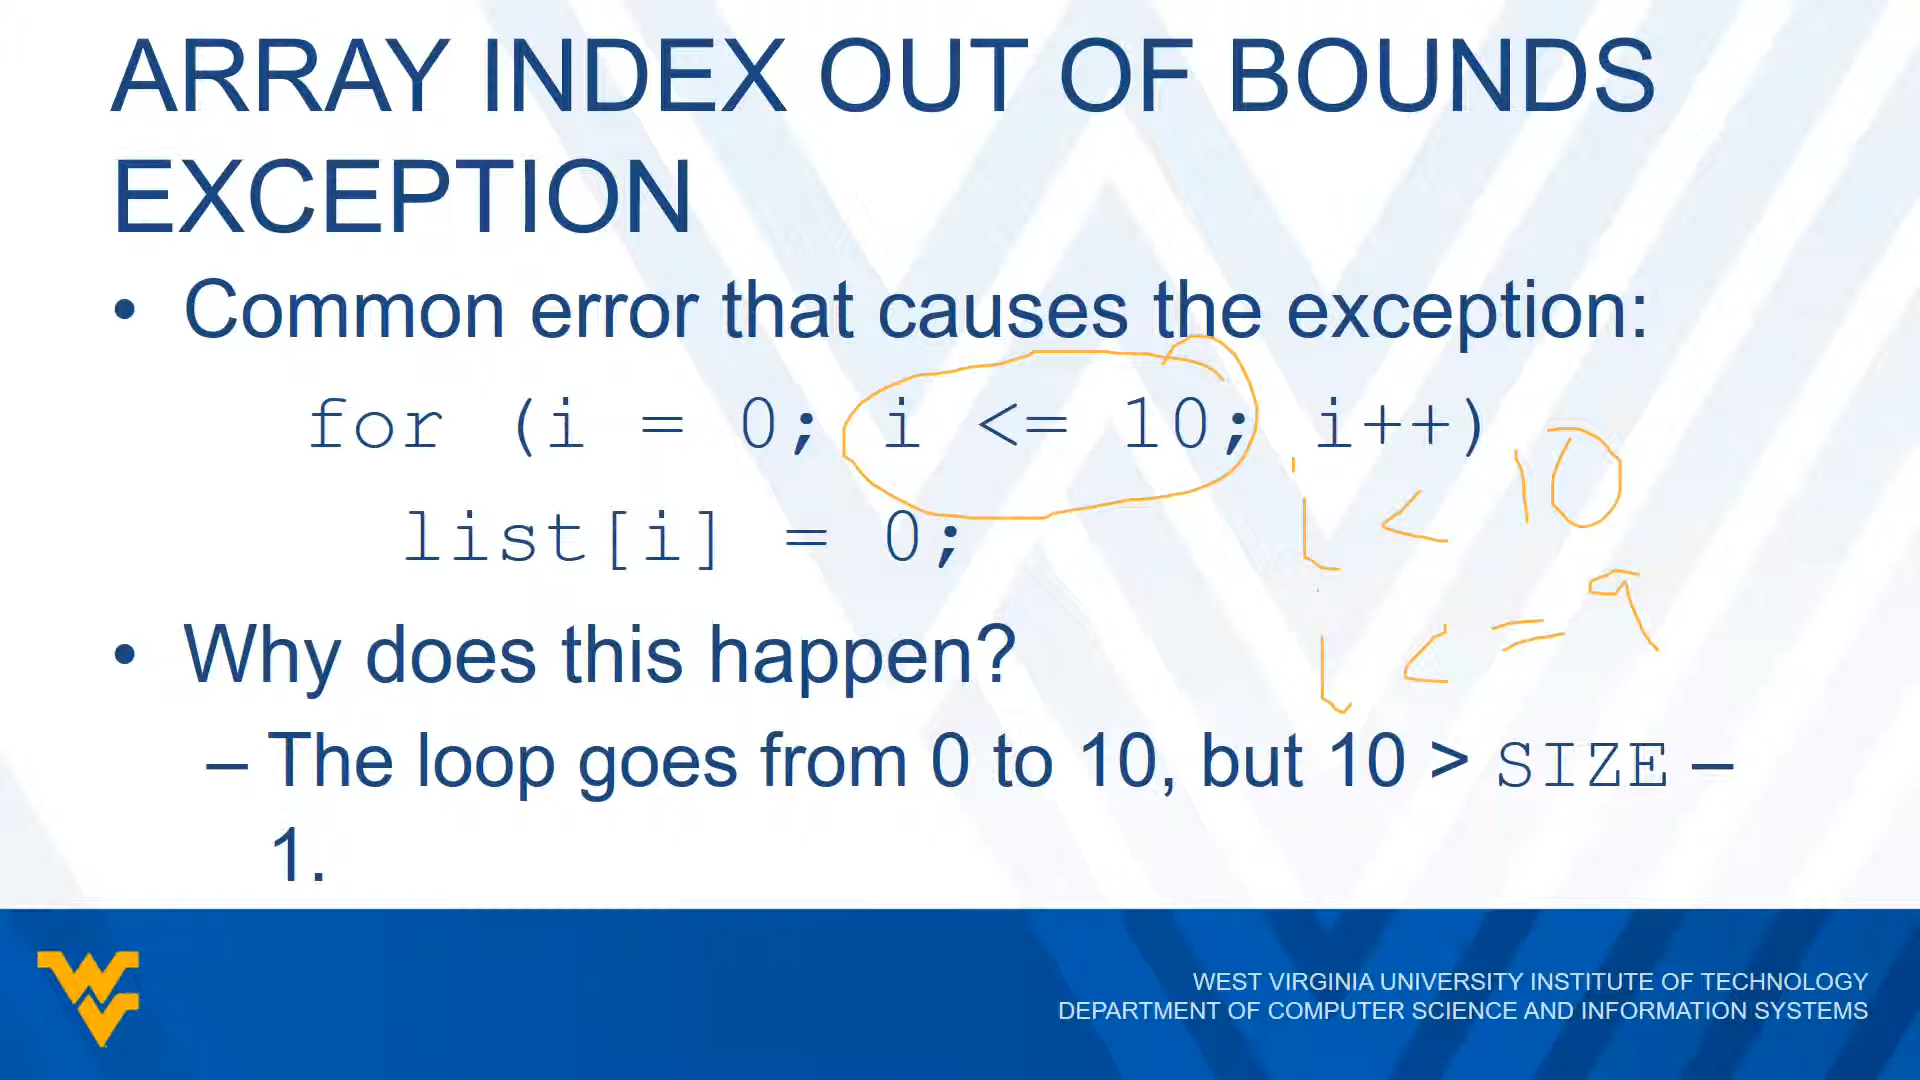 ARRAY INDEX OUT OF BOUNDS
EXCEPTION
• Common error that causes the exception:
for (i = 0; i <= 10; i++)
i < 10
list[i] = 0;
i <= 9
• Why does this happen?
– The loop goes from 0 to 10, but 10 > SIZE –
1.
WEST VIRGINIA UNIVERSITY INSTITUTE OF TECHNOLOGY
DEPARTMENT OF COMPUTER SCIENCE AND INFORMATION SYSTEMS